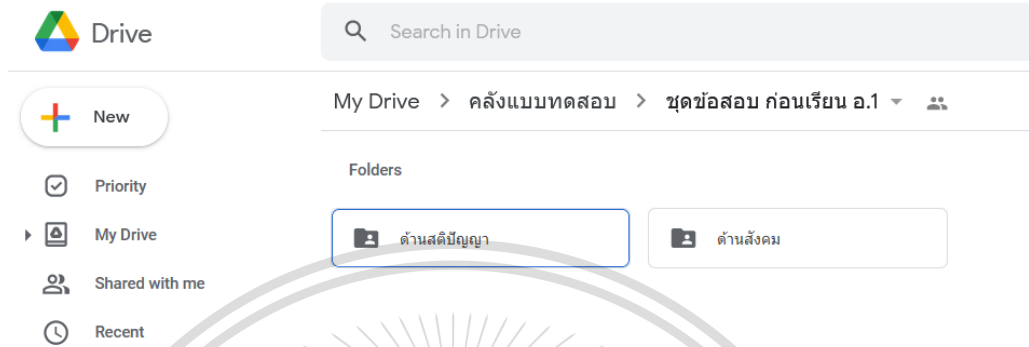 Drive
Search in Drive
My Drive > คลังแบบทดสอบ > ชุดข้อสอบ ก่อนเรียน อ.1
New
Folders
Priority
ด้านสติปัญญา
ด้านสังคม
My Drive
Shared with me
Recent